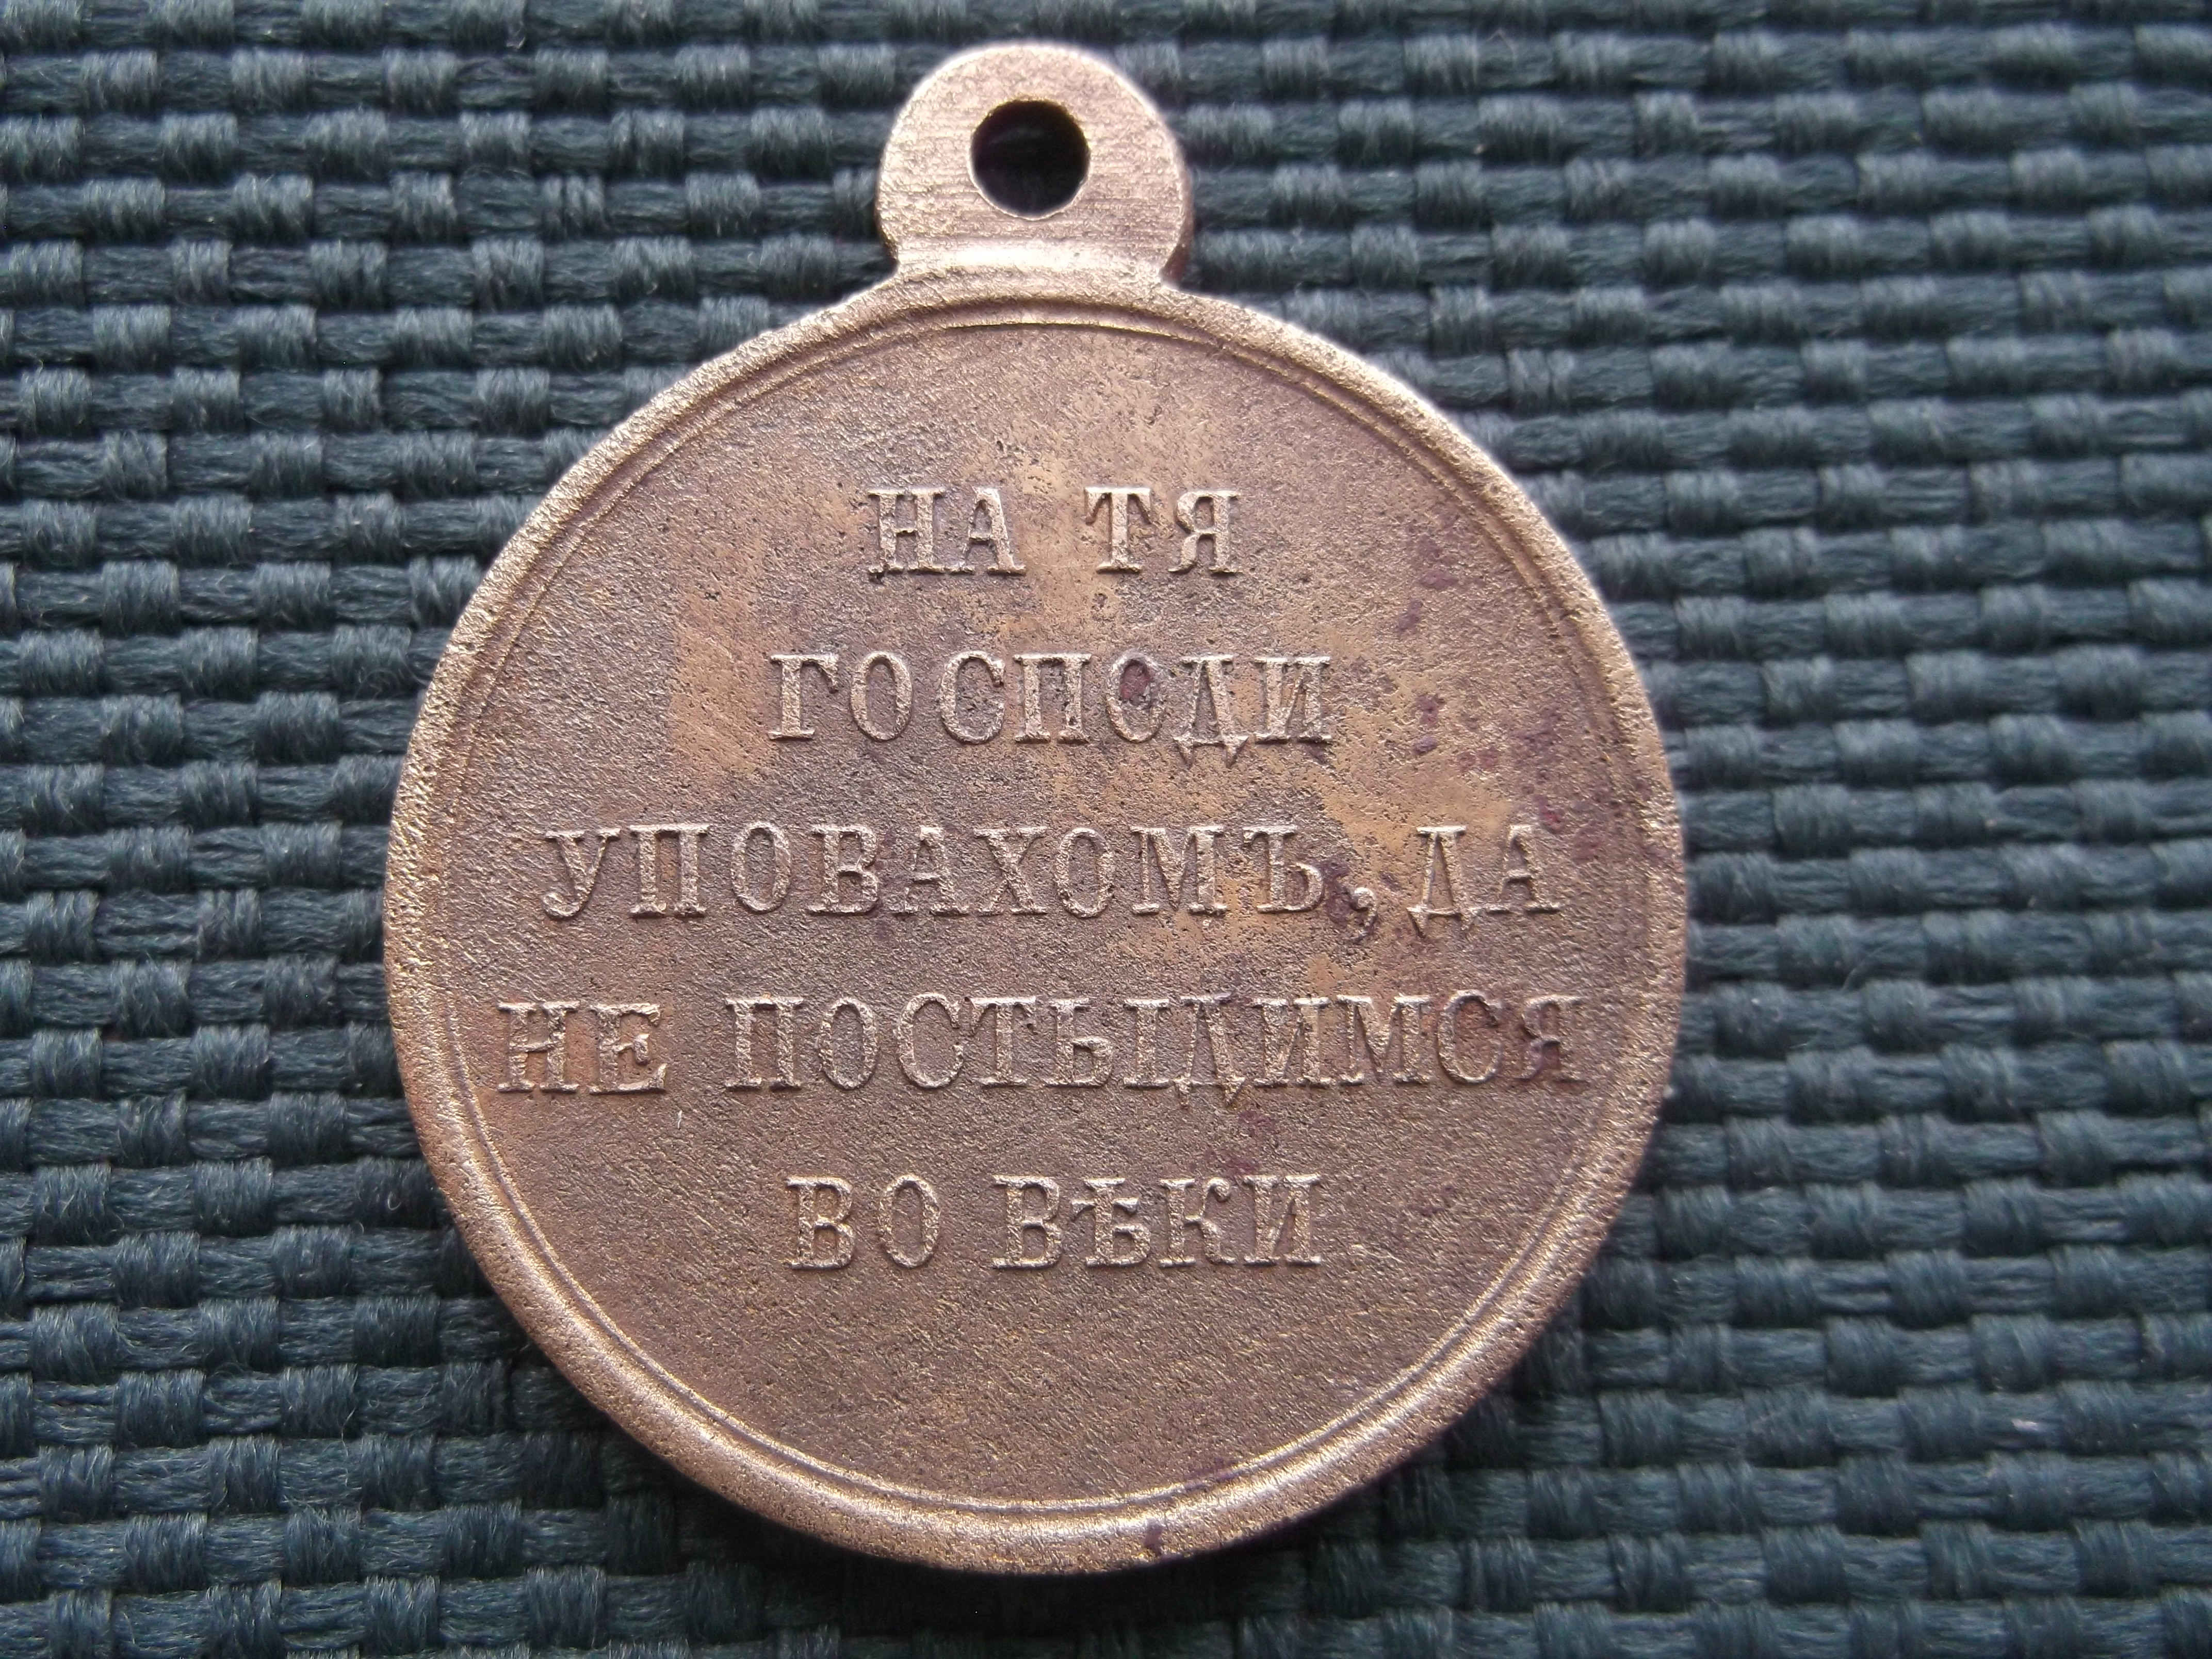 НА ТЯ
ГОСПОДИ
УПОВАХОМЪ, ДА
НЕ ПОСТЫДИМСЯ
ВО ВѢКИ